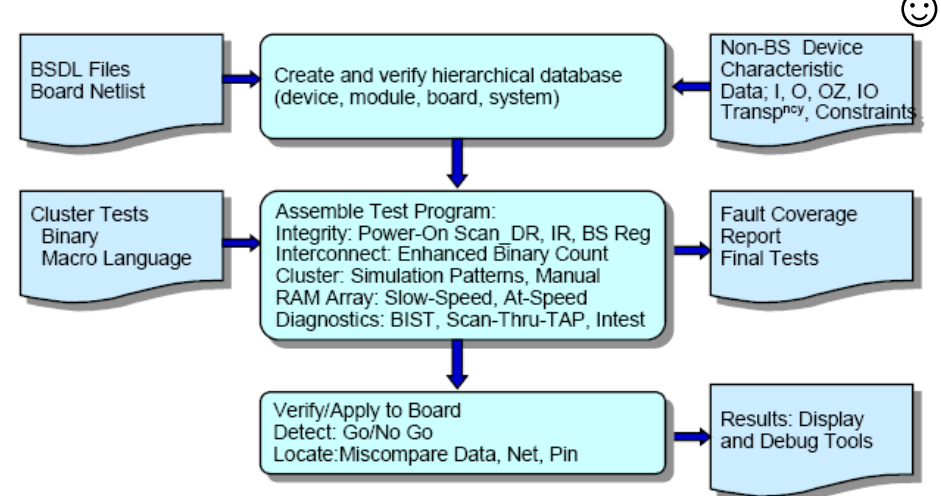 BSDL Files
Board Netlist
Create and verify hierarchical database
(device, module, board, system)
Non-BS Device
Characteristic
Data; I, O, OZ, IO
Transpⁿᶜʸ, Constraints
Cluster Tests
Binary
Macro Language
Assemble Test Program:
Integrity: Power-On Scan_DR, IR, BS Reg
Interconnect: Enhanced Binary Count
Cluster: Simulation Patterns, Manual
RAM Array: Slow-Speed, At-Speed
Diagnostics: BIST, Scan-Thru-TAP, Intest
Fault Coverage
Report
Final Tests
Verify/Apply to Board
Detect: Go/No Go
Locate:Miscompare Data, Net, Pin
Results: Display
and Debug Tools